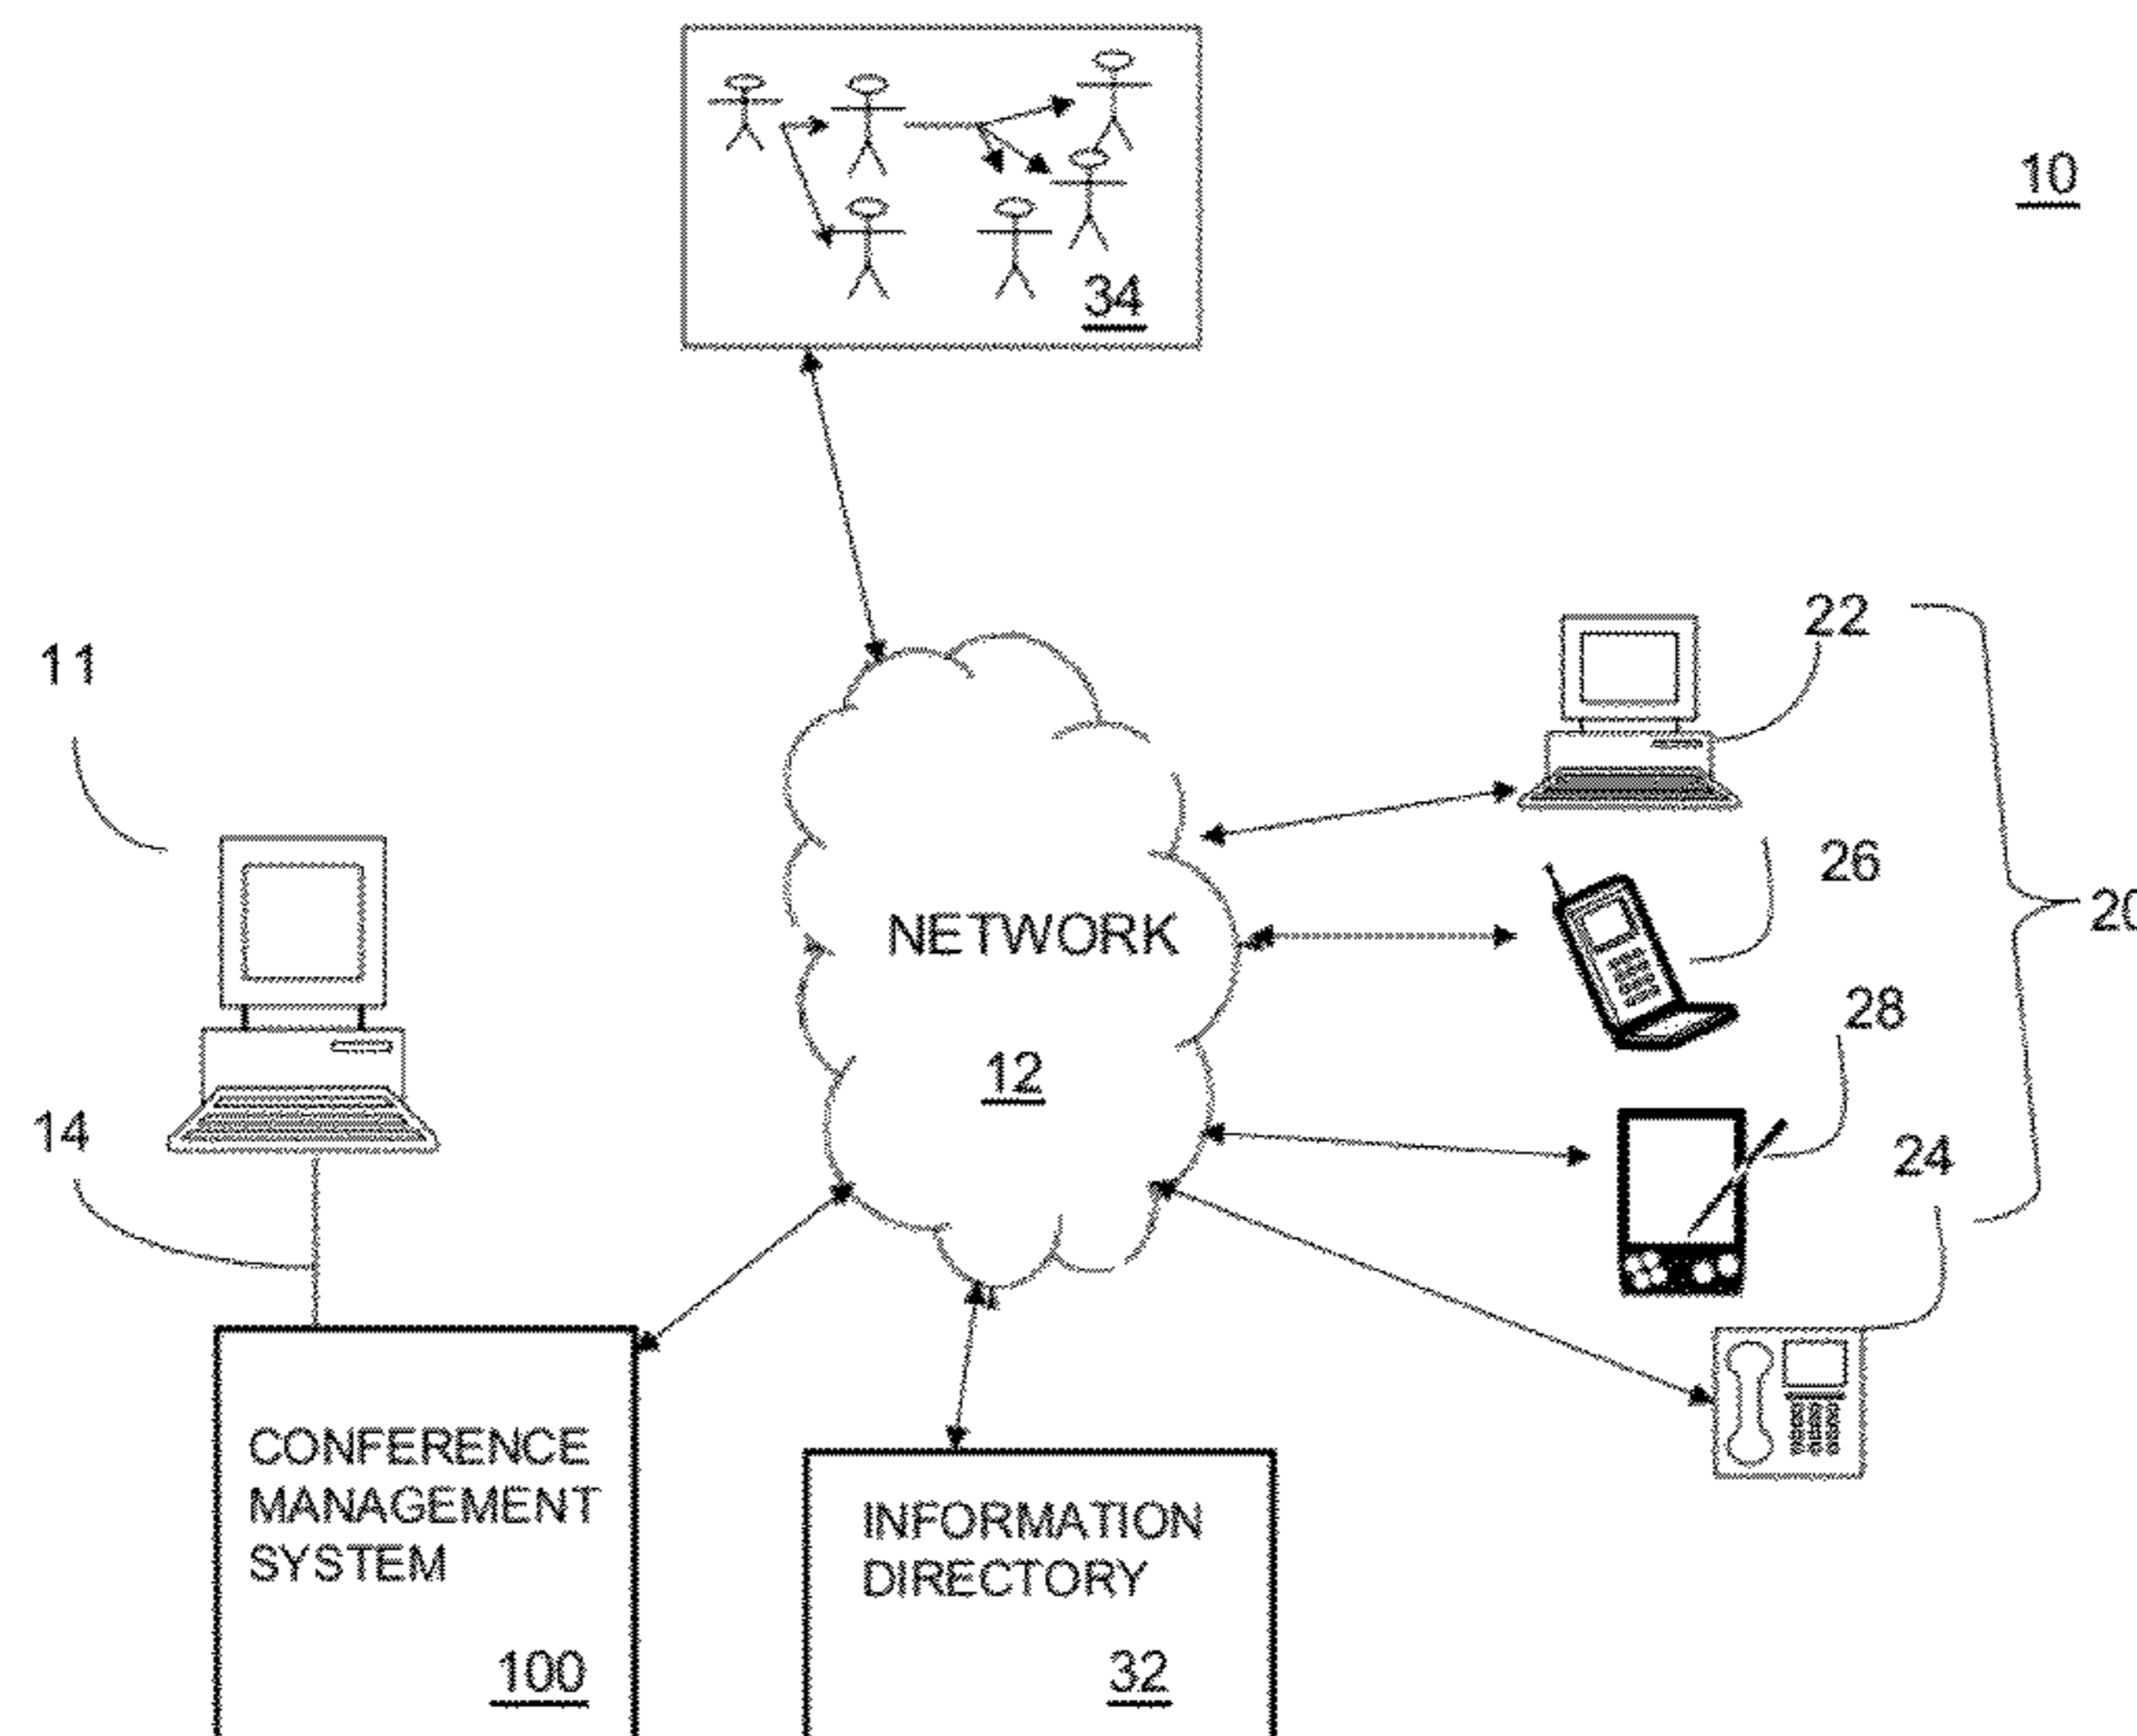 10
34
11
22
26
20
NETWORK
28
12
14
24
CONFERENCE
MANAGEMENT
SYSTEM
100
INFORMATION
DIRECTORY
32